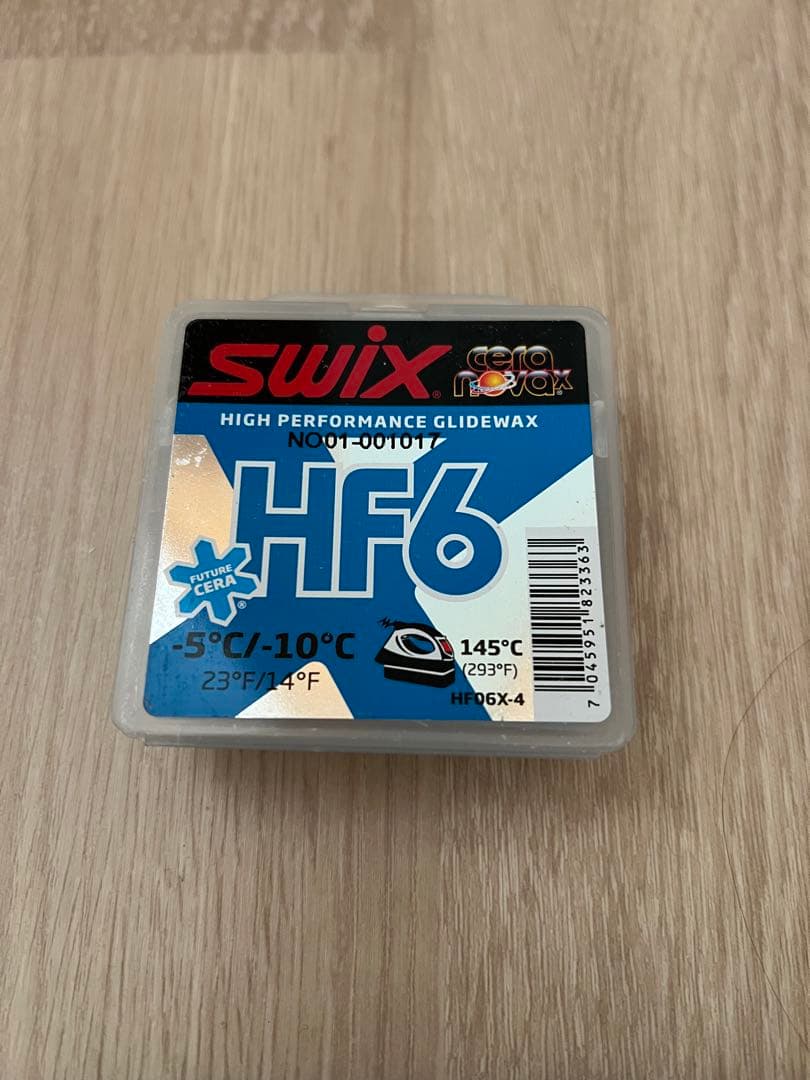 SWIX®
cera novax®
HIGH PERFORMANCE GLIDEWAX
NO01-001017
HF6
FUTURE
CERA®
-5°C/-10°C
23°F/14°F
145°C
(293°F)
HF06X-4
7 045951 823363